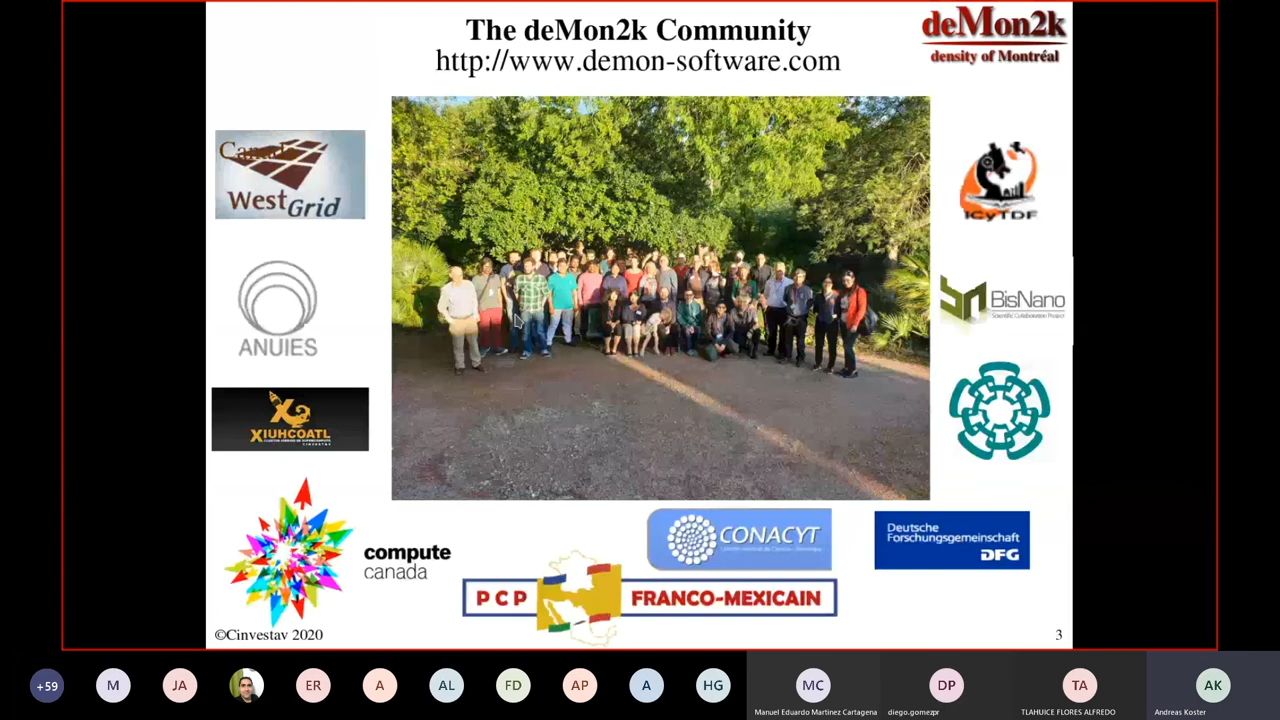 The deMon2k Community
http://www.demon-software.com
deMon2k
density of Montréal
WestGrid
ICyTDF
ANUIES
BisNano
Scientific Collaboration Project
X2
XIUHCOATL
CINVESTAV
compute
canada
CONACYT
Deutsche
Forschungsgemeinschaft
DFG
PCP FRANCO-MEXICAIN
©Cinvestav 2020
3
+59
M
JA
ER
A
AL
FD
AP
A
HG
MC
DP
TA
AK
Manuel Eduardo Martinez Cartagena
diego.gomezpr
TLAHUICE FLORES ALFREDO
Andreas Koster